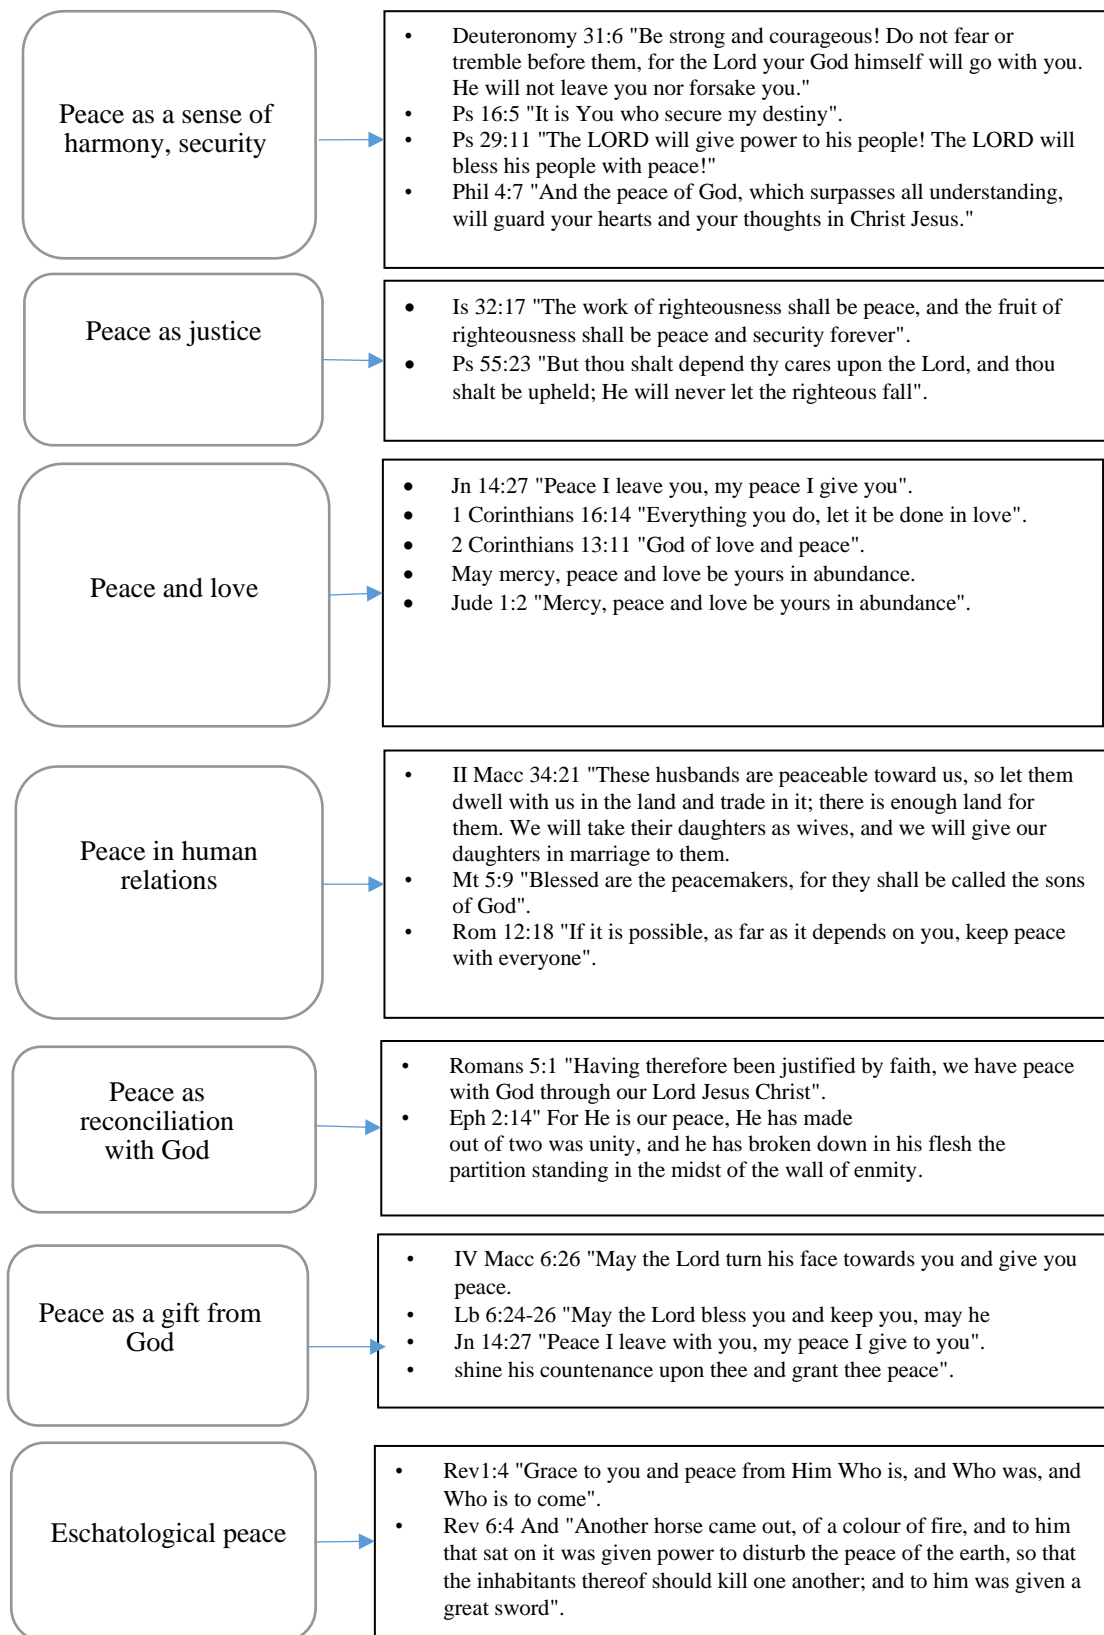 Peace as a sense of
harmony, security
• Deuteronomy 31:6 "Be strong and courageous! Do not fear or
tremble before them, for the Lord your God himself will go with you.
He will not leave you nor forsake you."
• Ps 16:5 "It is You who secure my destiny".
• Ps 29:11 "The LORD will give power to his people! The LORD will
bless his people with peace!"
• Phil 4:7 "And the peace of God, which surpasses all understanding,
will guard your hearts and your thoughts in Christ Jesus."
Peace as justice
• Is 32:17 "The work of righteousness shall be peace, and the fruit of
righteousness shall be peace and security forever".
• Ps 55:23 "But thou shalt depend thy cares upon the Lord, and thou
shalt be upheld; He will never let the righteous fall".
Peace and love
• Jn 14:27 "Peace I leave you, my peace I give you".
• 1 Corinthians 16:14 "Everything you do, let it be done in love".
• 2 Corinthians 13:11 "God of love and peace".
• May mercy, peace and love be yours in abundance.
• Jude 1:2 "Mercy, peace and love be yours in abundance".
Peace in human
relations
• II Macc 34:21 "These husbands are peaceable toward us, so let them
dwell with us in the land and trade in it; there is enough land for
them. We will take their daughters as wives, and we will give our
daughters in marriage to them.
• Mt 5:9 "Blessed are the peacemakers, for they shall be called the sons
of God".
• Rom 12:18 "If it is possible, as far as it depends on you, keep peace
with everyone".
Peace as
reconciliation
with God
• Romans 5:1 "Having therefore been justified by faith, we have peace
with God through our Lord Jesus Christ".
• Eph 2:14" For He is our peace, He has made
out of two was unity, and he has broken down in his flesh the
partition standing in the midst of the wall of enmity.
Peace as a gift from
God
• IV Macc 6:26 "May the Lord turn his face towards you and give you
peace.
• Lb 6:24-26 "May the Lord bless you and keep you, may he
• Jn 14:27 "Peace I leave with you, my peace I give to you".
• shine his countenance upon thee and grant thee peace".
Eschatological peace
• Rev1:4 "Grace to you and peace from Him Who is, and Who was, and
Who is to come".
• Rev 6:4 And "Another horse came out, of a colour of fire, and to him
that sat on it was given power to disturb the peace of the earth, so that
the inhabitants thereof should kill one another; and to him was given a
great sword".